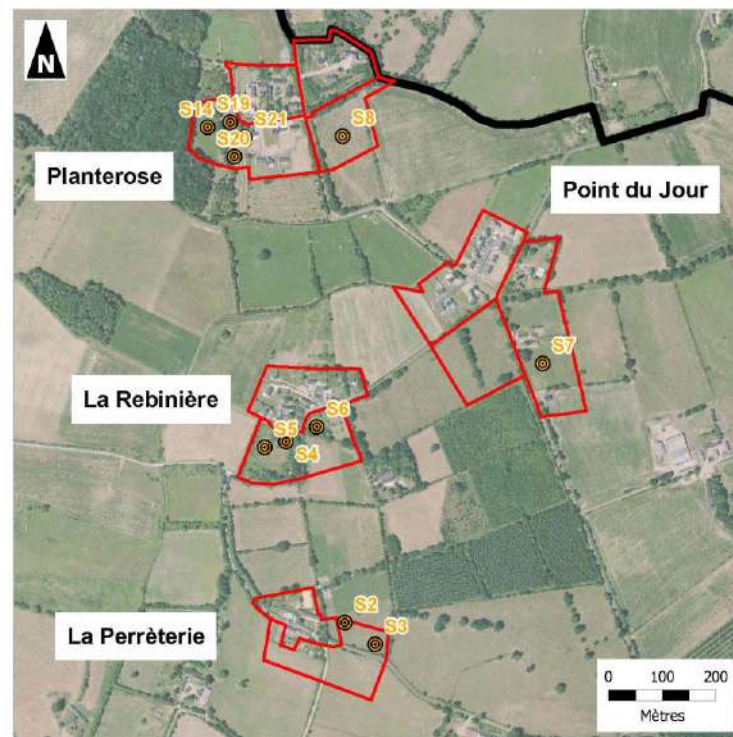 N
S14
S19
S21
S20
S8
Planterose
Point du Jour
S7
La Rebinière
S6
S5
S4
La Perrèterie
S2
S3
0 100 200
Mètres